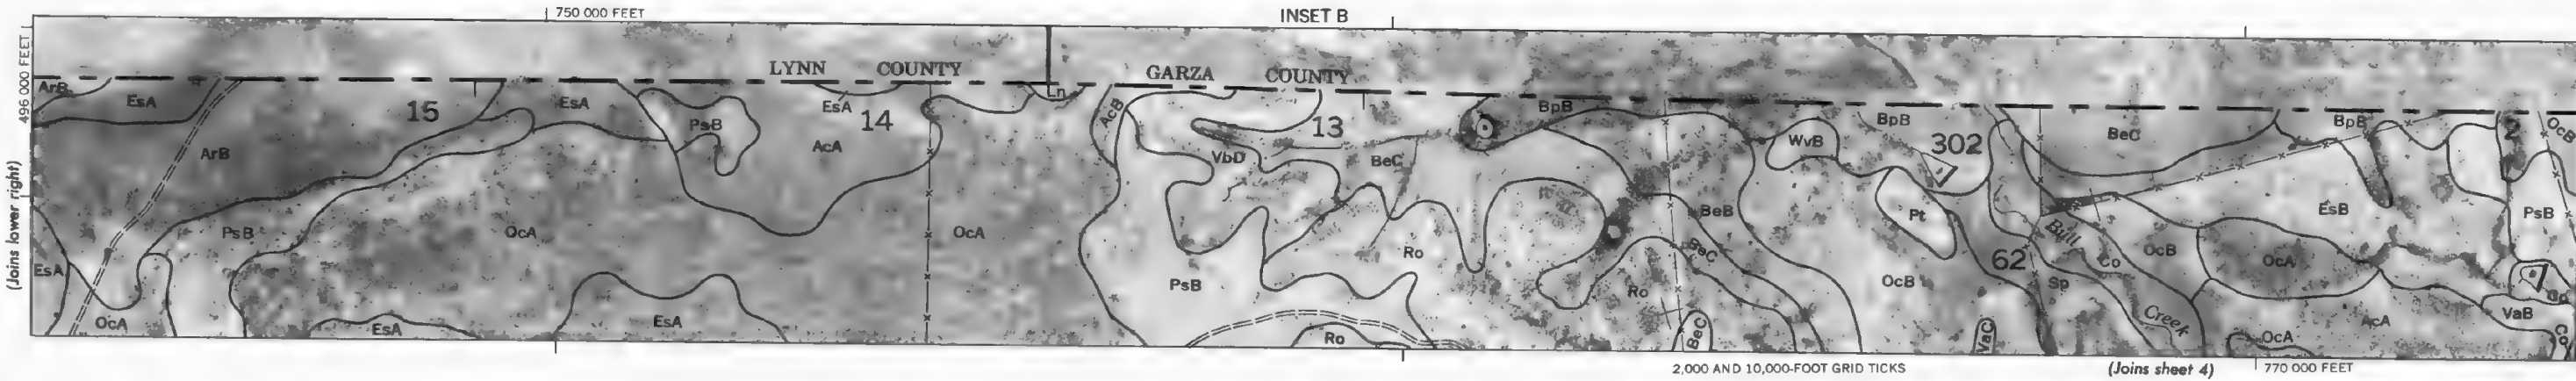 750 000 FEET
INSET B
496 000 FEET
(Joins lower right)
LYNN COUNTY
GARZA COUNTY
ArB
EsA
15
EsA
PsB
EsA
14
AcA
ArB
Ln
AcB
VbD
13
BeC
BpB
WvB
BpB
302
BeC
BpB
2
OcB
EsA
PsB
OcA
OcA
PsB
Ro
BeB
BeC
Pt
EsB
PsB
OcA
EsA
EsA
Ro
Ro
BeC
OcB
62
Sp
Bull
Co
Creek
OcB
OcA
VaC
OcA
AcA
VaB
Co
2,000 AND 10,000-FOOT GRID TICKS
(Joins sheet 4)
770 000 FEET